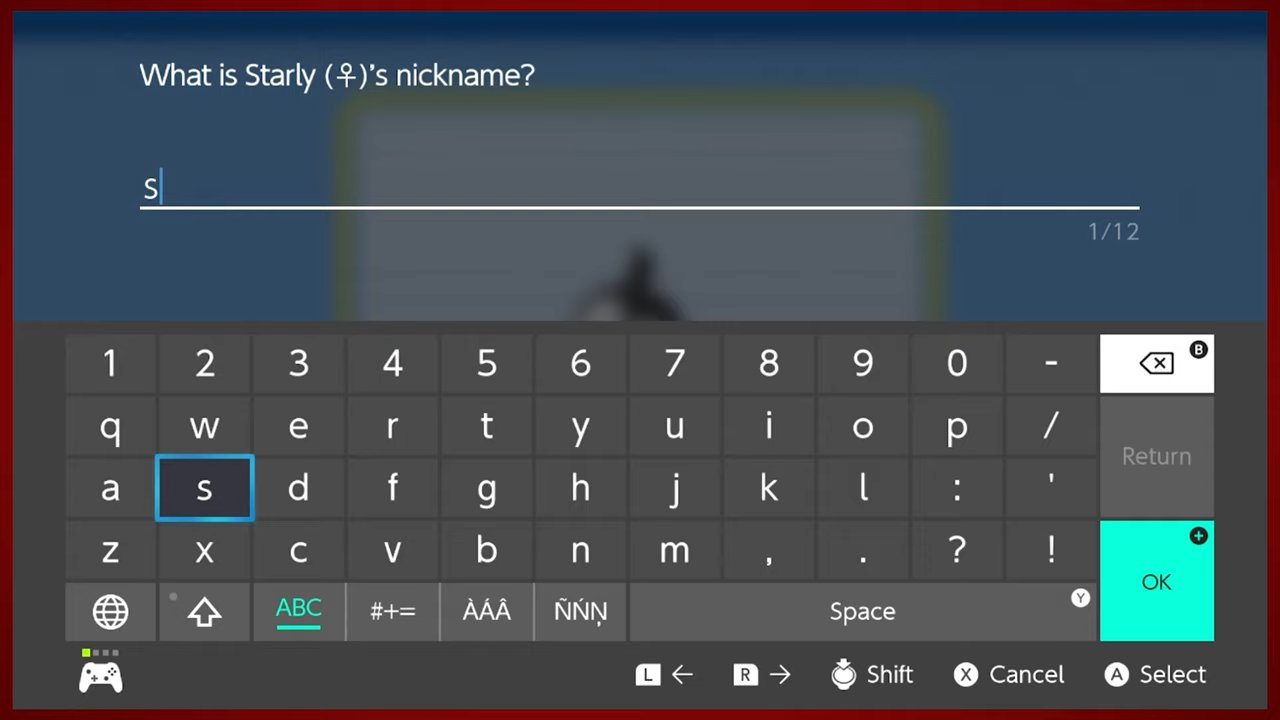 What is Starly (♀)'s nickname?
s
1/12
1 2 3 4 5 6 7 8 9 0 - B
q w e r t y u i o p / Return
a s d f g h j k l : '
z x c v b n m , . ? ! + OK
ABC #+= ÀÁÂ ÑŃŅ Space Y
L ← R → Shift X Cancel A Select